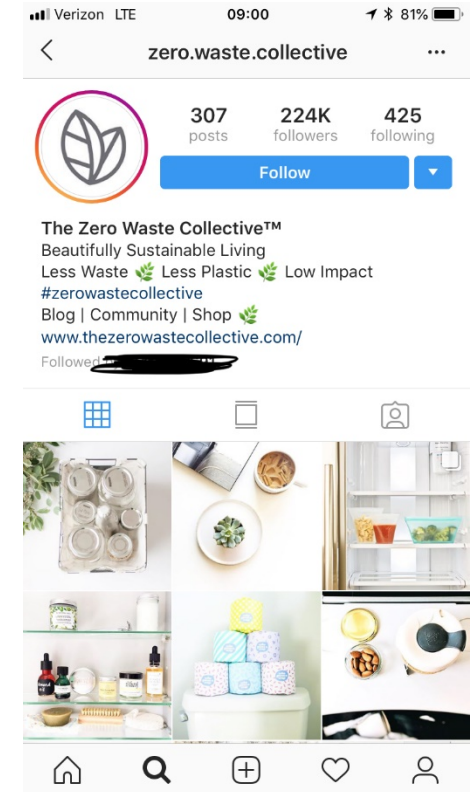 Verizon LTE 09:00 81%
zero.waste.collective
307 224K 425
posts followers following
Follow
The Zero Waste Collective™
Beautifully Sustainable Living
Less Waste 🌿 Less Plastic 🌿 Low Impact
#zerowastecollective
Blog | Community | Shop 🌿
www.thezerowastecollective.com/
Followed